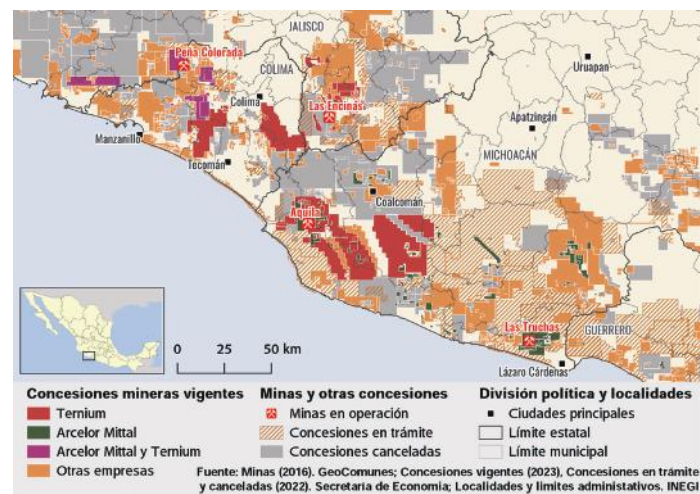 JALISCO
Peña Colorada
COLIMA
Uruapan
Colima
Las Encinas
Apatzingán
Manzanillo
MICHOACÁN
Tecomán
Coalcomán
Aquila
Las Truchas
GUERRERO
0 25 50 km
Lázaro Cárdenas
Concesiones mineras vigentes
Ternium
Arcelor Mittal
Arcelor Mittal y Ternium
Otras empresas
Minas y otras concesiones
Minas en operación
Concesiones en trámite
Concesiones canceladas
División política y localidades
Ciudades principales
Límite estatal
Límite municipal
Fuente: Minas (2016). GeoComunes; Concesiones vigentes (2023), Concesiones en trámite
y canceladas (2022). Secretaría de Economía; Localidades y límites administativos. INEGI